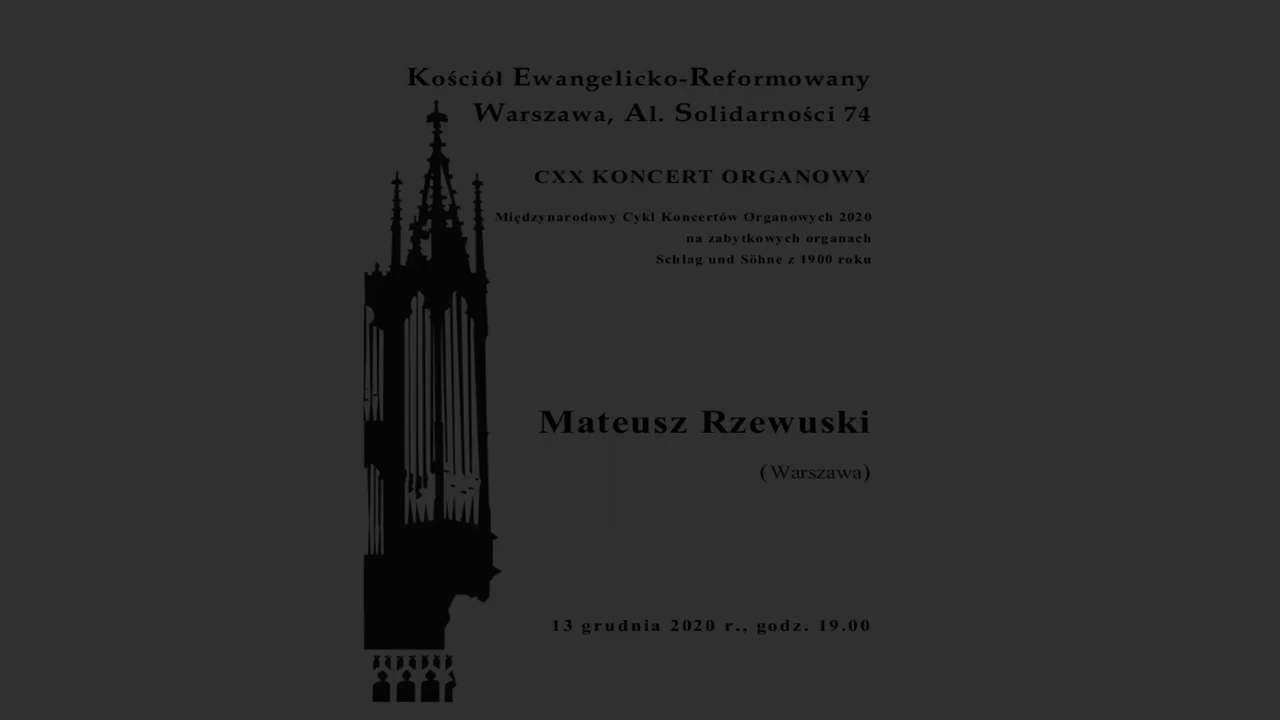 Kościół Ewangelicko-Reformowany
Warszawa, Al. Solidarności 74
CXX KONCERT ORGANOWY
Międzynarodowy Cykl Koncertów Organowych 2020
na zabytkowych organach
Schlag und Söhne z 1900 roku
Mateusz Rzewuski
(Warszawa)
13 grudnia 2020 r., godz. 19.00